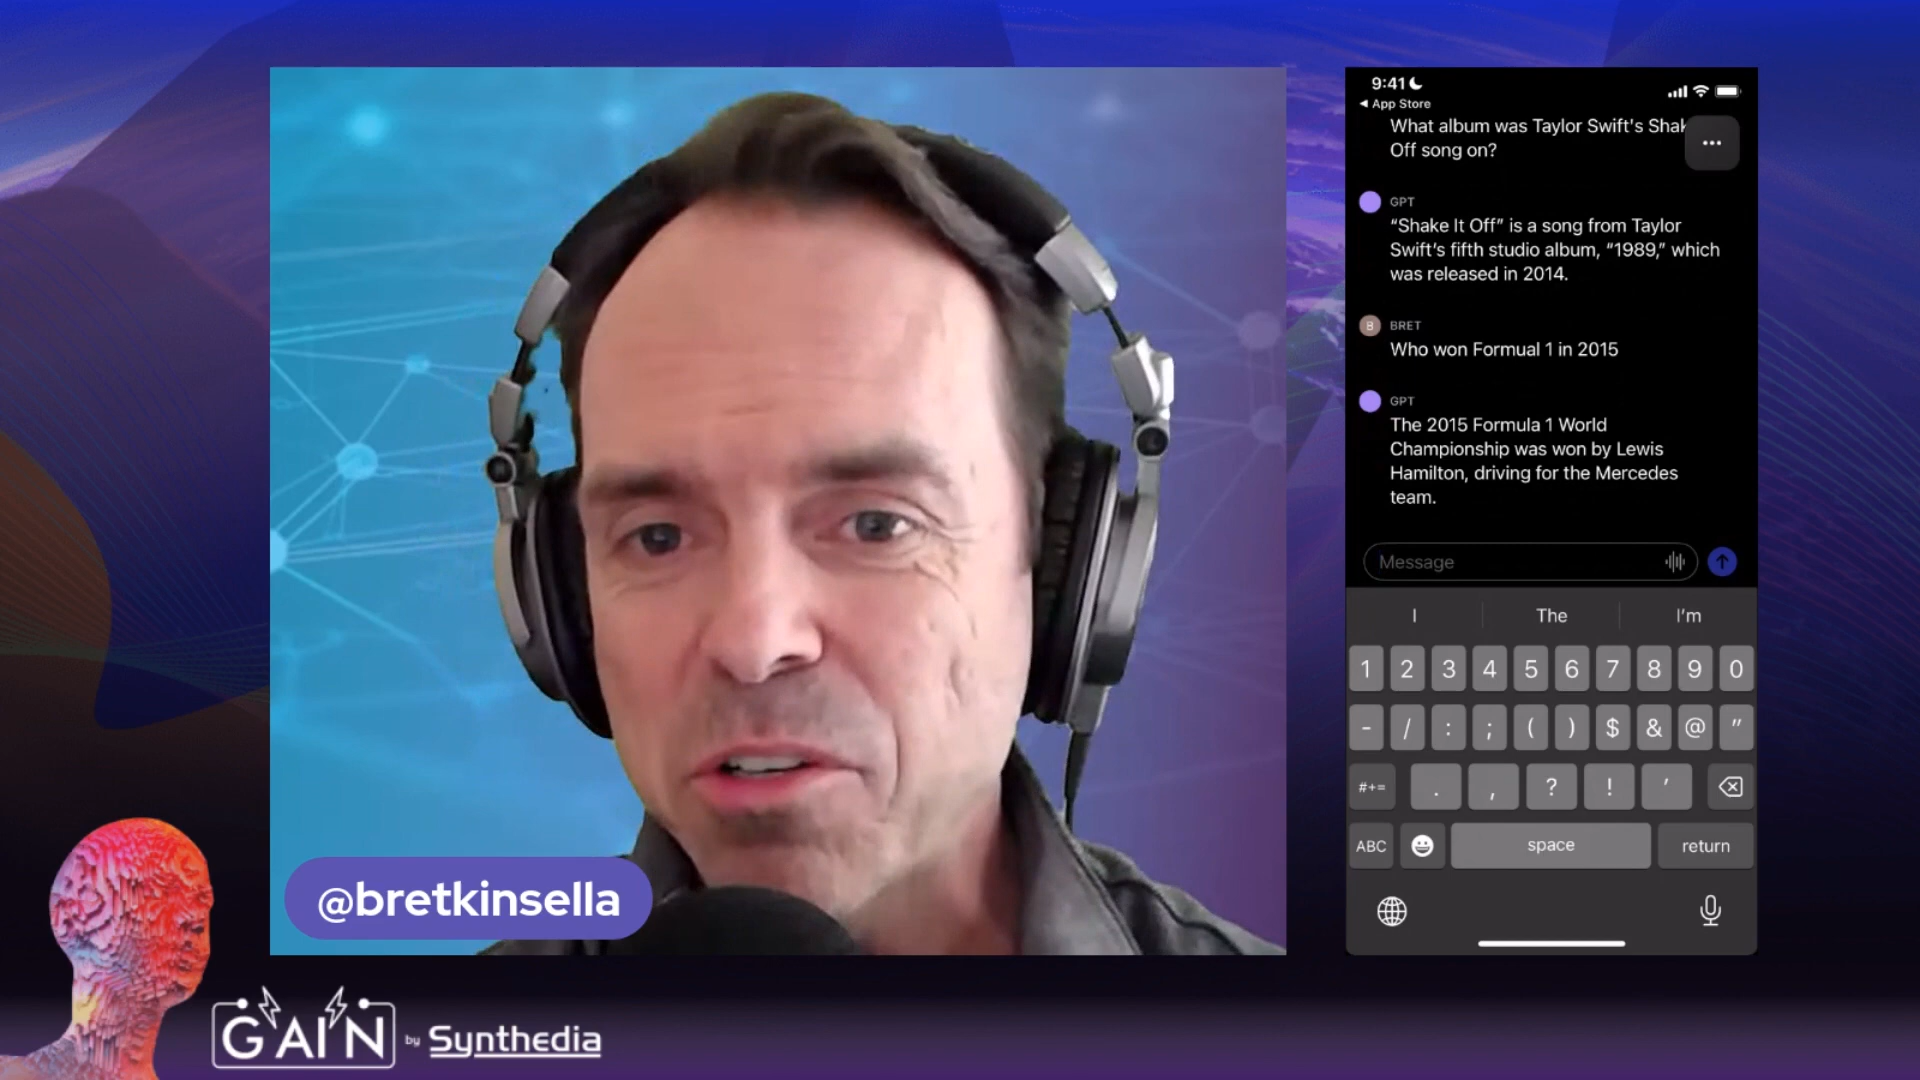 9:41
◀ App Store
What album was Taylor Swift's Shak
Off song on?
...
GPT
“Shake It Off” is a song from Taylor
Swift’s fifth studio album, “1989,” which
was released in 2014.
B BRET
Who won Formual 1 in 2015
GPT
The 2015 Formula 1 World
Championship was won by Lewis
Hamilton, driving for the Mercedes
team.
Message
I The I’m
1 2 3 4 5 6 7 8 9 0
- / : ; ( ) $ & @ "
#+= . , ? ! ’
ABC space return
@bretkinsella
GAIN by Synthedia